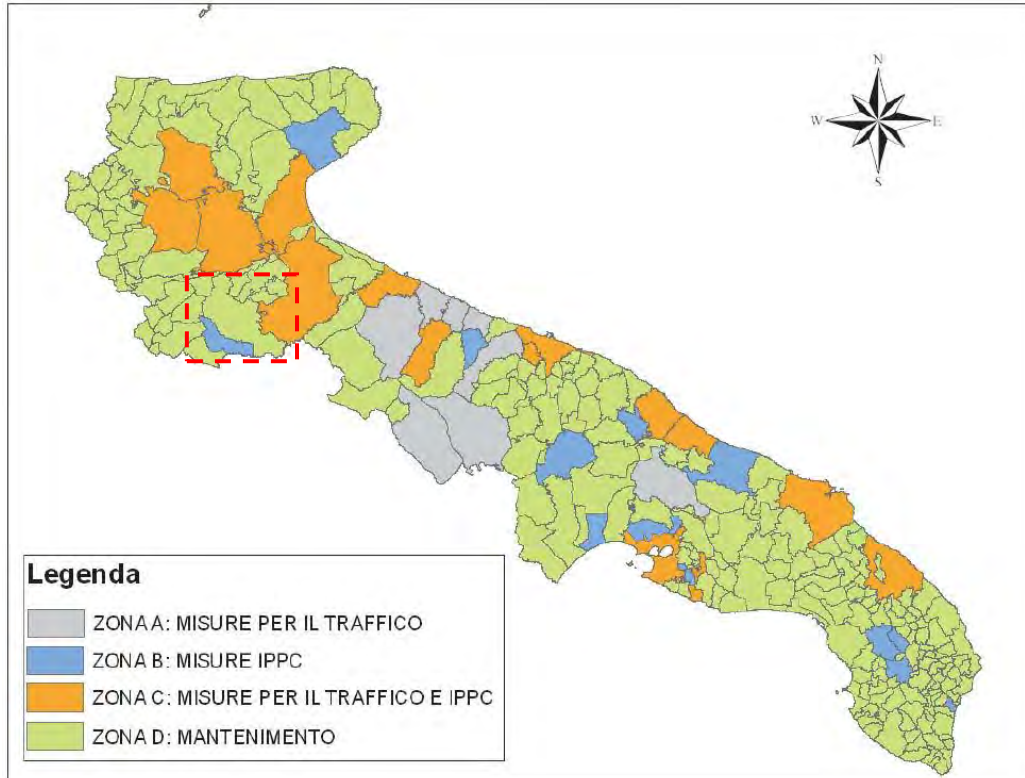 N
W E
S
Legenda
ZONA A: MISURE PER IL TRAFFICO
ZONA B: MISURE IPPC
ZONA C: MISURE PER IL TRAFFICO E IPPC
ZONA D: MANTENIMENTO